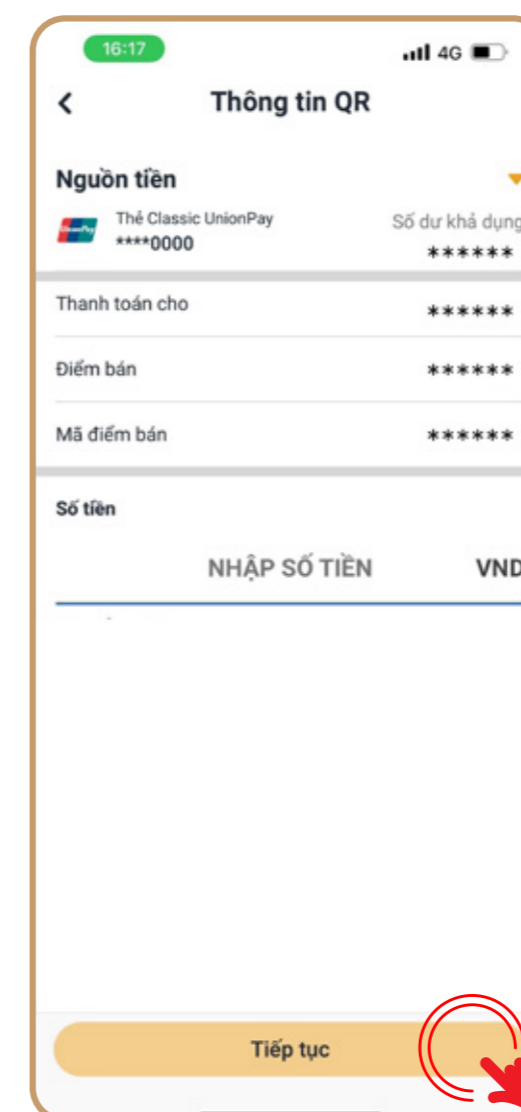 16:17
4G
Thông tin QR
Nguồn tiền
Thẻ Classic UnionPay
Số dư khả dụng
****0000
******
Thanh toán cho
******
Điểm bán
******
Mã điểm bán
******
Số tiền
NHẬP SỐ TIỀN
VND
Tiếp tục